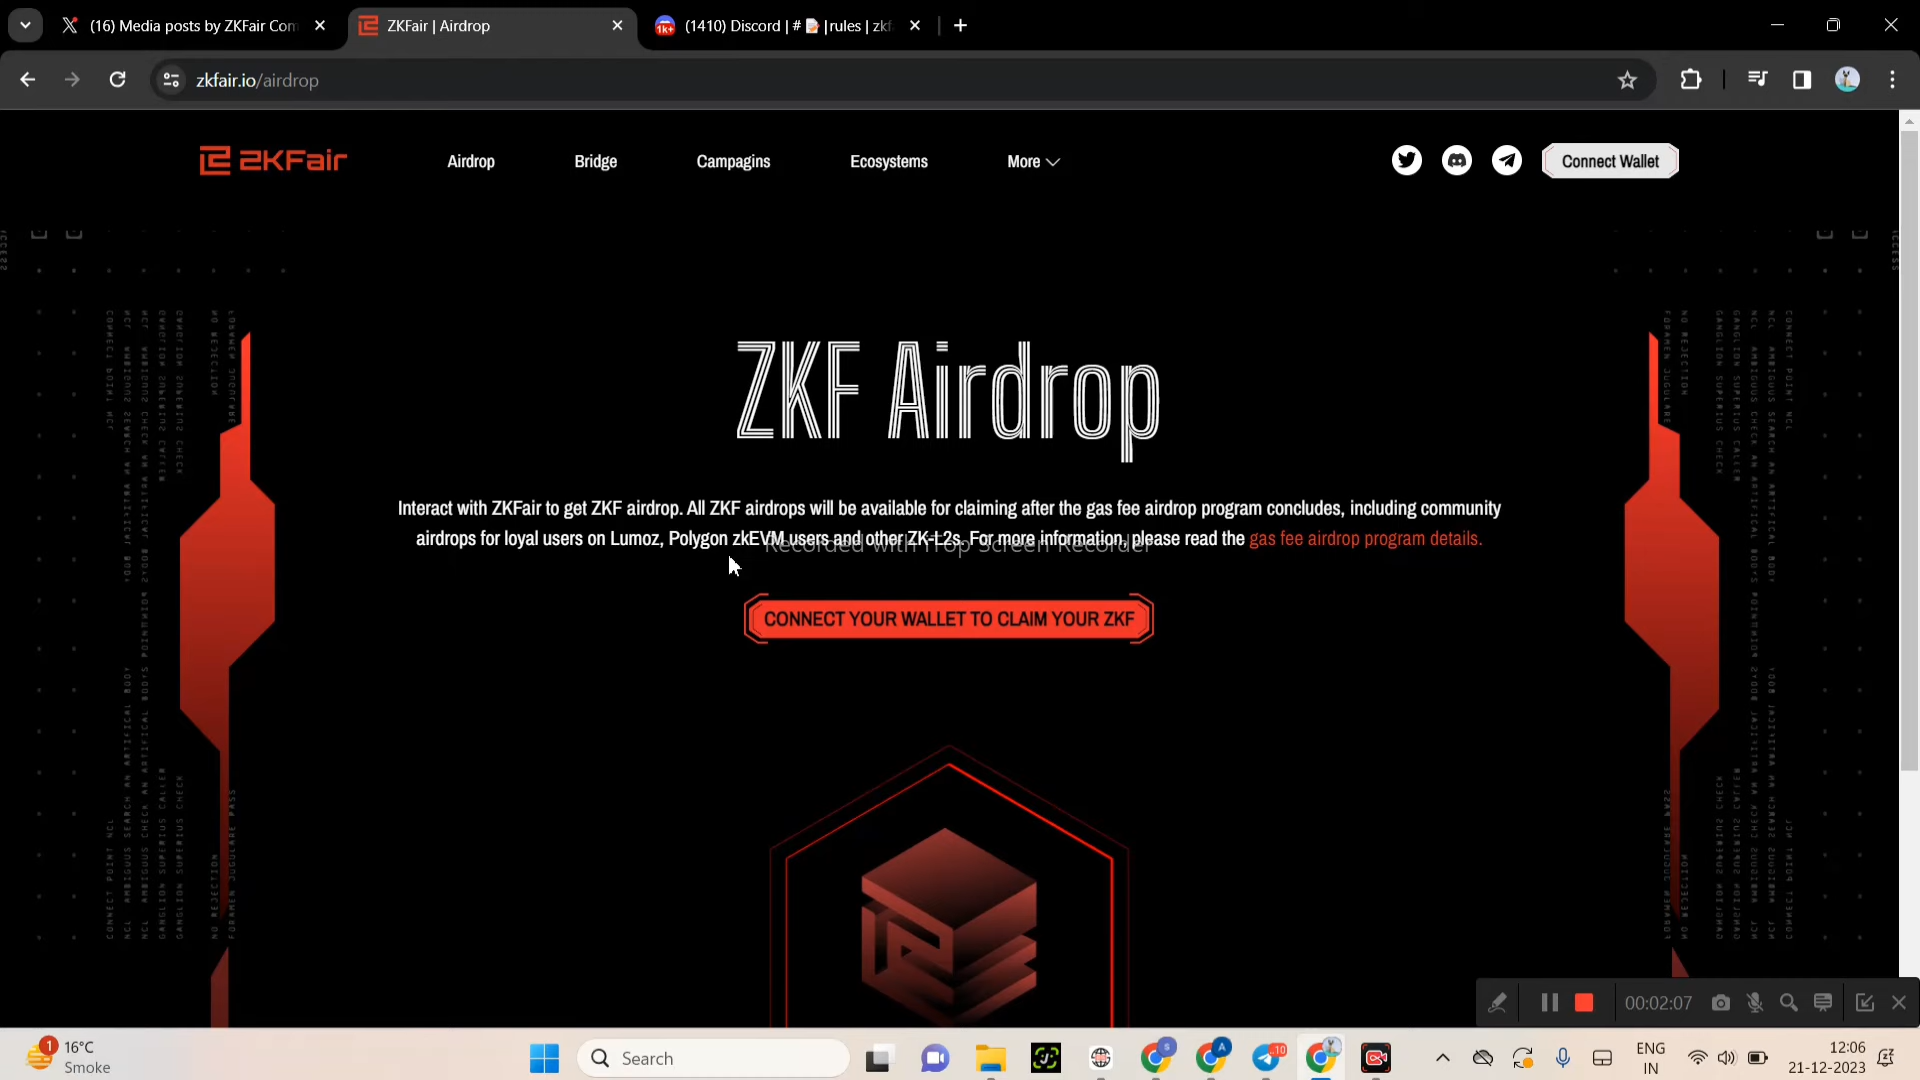 (16) Media posts by ZKFair Com
ZKFair | Airdrop
1k+
(1410) Discord | # |rules | zkf
zkfair.io/airdrop
ZKFair
Airdrop
Bridge
Campagins
Ecosystems
More
Connect Wallet
ZKF Airdrop
Interact with ZKFair to get ZKF airdrop. All ZKF airdrops will be available for claiming after the gas fee airdrop program concludes, including community
airdrops for loyal users on Lumoz, Polygon zkEVM users and other ZK-L2s. For more information, please read the gas fee airdrop program details.
Recorded with iTop Screen Recorder
CONNECT YOUR WALLET TO CLAIM YOUR ZKF
00:02:07
1
16°C
Smoke
Search
S
A
10
ENG
IN
12:06
21-12-2023